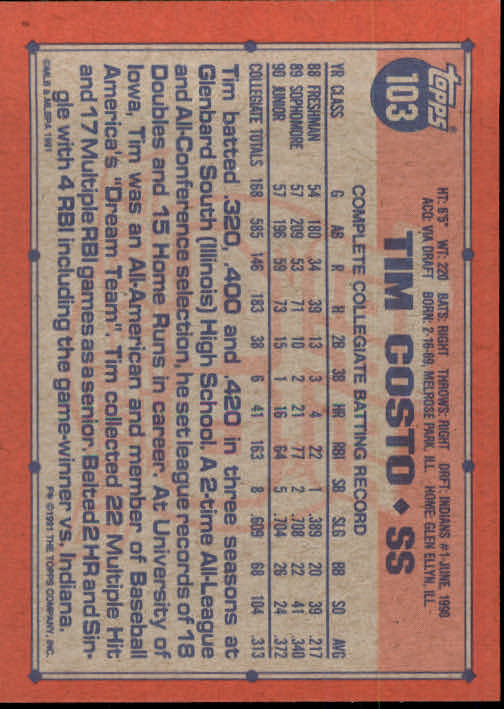 topps
103
HT: 6'5" WT: 220 BATS: RIGHT THROWS: RIGHT DRIFT: INDIANS #1-JUNE 1990
ACQ: VIA DRAFT BORN: 2-16-69, MELROSE PARK, ILL. HOME: GLEN ELLYN, ILL.
TIM COSTO ◆ SS
COMPLETE COLLEGIATE BATTING RECORD
YR CLASS G AB R H 2B 3B HR RBI SB SLG BB SO AVG
88 FRESHMAN 54 180 34 39 13 3 4 22 1 .389 20 39 .217
89 SOPHOMORE 57 209 53 71 10 2 21 77 2 .708 22 41 .340
90 JUNIOR 57 196 59 73 15 1 16 64 5 .704 26 24 .372
COLLEGIATE TOTALS 168 585 146 183 38 6 41 163 8 .609 68 104 .313
Tim batted .320, .400 and .420 in three seasons at
Glenbard South (Illinois) High School. A 2-time All-League
and All-Conference selection, he set league records of 18
Doubles and 15 Home Runs in career. At University of
Iowa, Tim was an All-American and member of Baseball
America's "Dream Team". Tim collected 22 Multiple Hit
and 17 Multiple RBI games as a senior. Belted 2 HR and Sin-
gle with 4 RBI including the game-winner vs. Indiana.
©MLB & MLBPA 1991
P® ©1991 THE TOPPS COMPANY, INC.